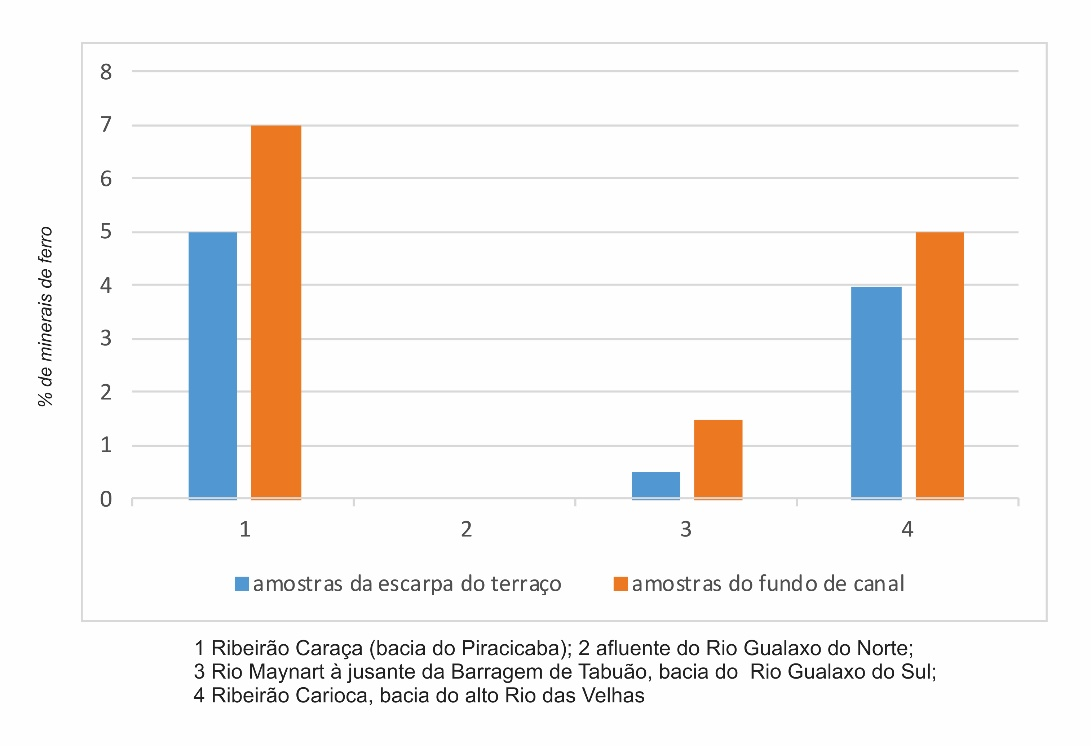 % de minerais de ferro
8
7
6
5
4
3
2
1
0
1 2 3 4
amostras da escarpa do terraço amostras do fundo de canal
1 Ribeirão Caraça (bacia do Piracicaba); 2 afluente do Rio Gualaxo do Norte;
3 Rio Maynart à jusante da Barragem de Tabuão, bacia do Rio Gualaxo do Sul;
4 Ribeirão Carioca, bacia do alto Rio das Velhas